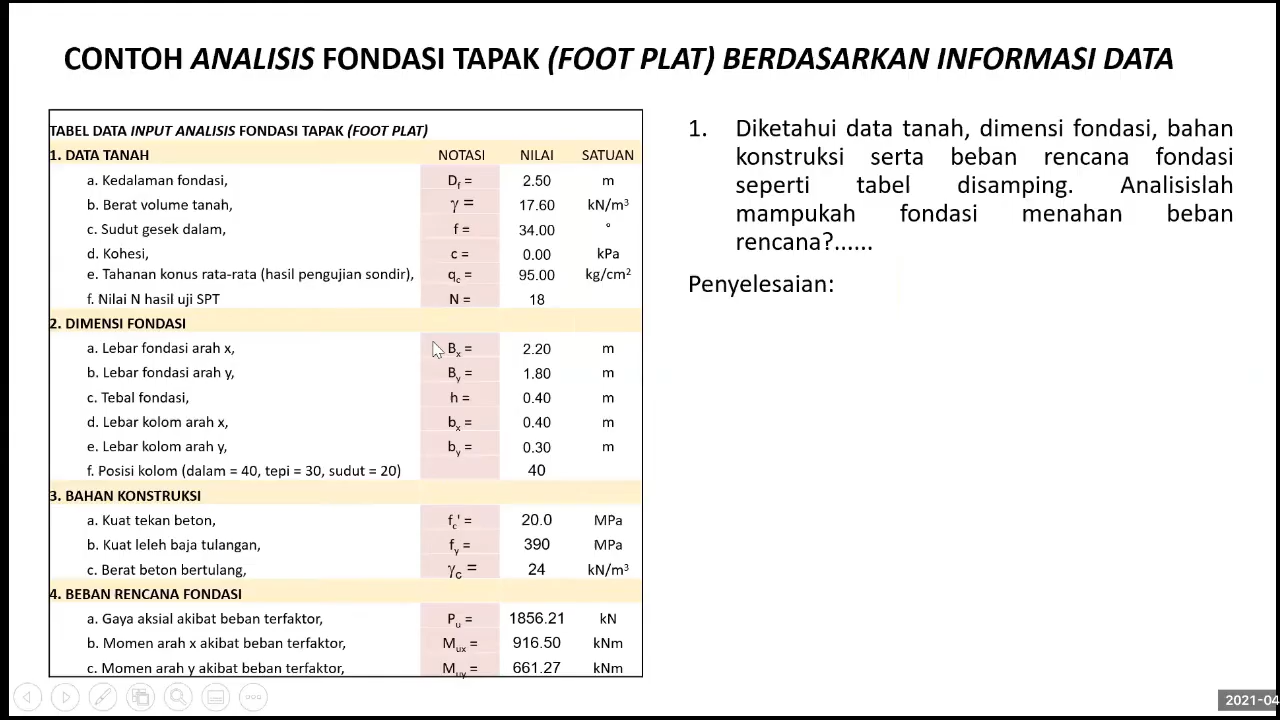 CONTOH ANALISIS FONDASI TAPAK (FOOT PLAT) BERDASARKAN INFORMASI DATA
TABEL DATA INPUT ANALISIS FONDASI TAPAK (FOOT PLAT)
1. DATA TANAH NOTASI NILAI SATUAN
a. Kedalaman fondasi, Df = 2.50 m
b. Berat volume tanah, γ = 17.60 kN/m³
c. Sudut gesek dalam, f = 34.00 °
d. Kohesi, c = 0.00 kPa
e. Tahanan konus rata-rata (hasil pengujian sondir), qc = 95.00 kg/cm²
f. Nilai N hasil uji SPT N = 18
2. DIMENSI FONDASI
a. Lebar fondasi arah x, Bx = 2.20 m
b. Lebar fondasi arah y, By = 1.80 m
c. Tebal fondasi, h = 0.40 m
d. Lebar kolom arah x, bx = 0.40 m
e. Lebar kolom arah y, by = 0.30 m
f. Posisi kolom (dalam = 40, tepi = 30, sudut = 20) 40
3. BAHAN KONSTRUKSI
a. Kuat tekan beton, fc' = 20.0 MPa
b. Kuat leleh baja tulangan, fy = 390 MPa
c. Berat beton bertulang, γc = 24 kN/m³
4. BEBAN RENCANA FONDASI
a. Gaya aksial akibat beban terfaktor, Pu = 1856.21 kN
b. Momen arah x akibat beban terfaktor, Mux = 916.50 kNm
c. Momen arah y akibat beban terfaktor, Muy = 661.27 kNm
1. Diketahui data tanah, dimensi fondasi, bahan
konstruksi serta beban rencana fondasi
seperti tabel disamping. Analisislah
mampukah fondasi menahan beban
rencana?......
Penyelesaian:
2021-04